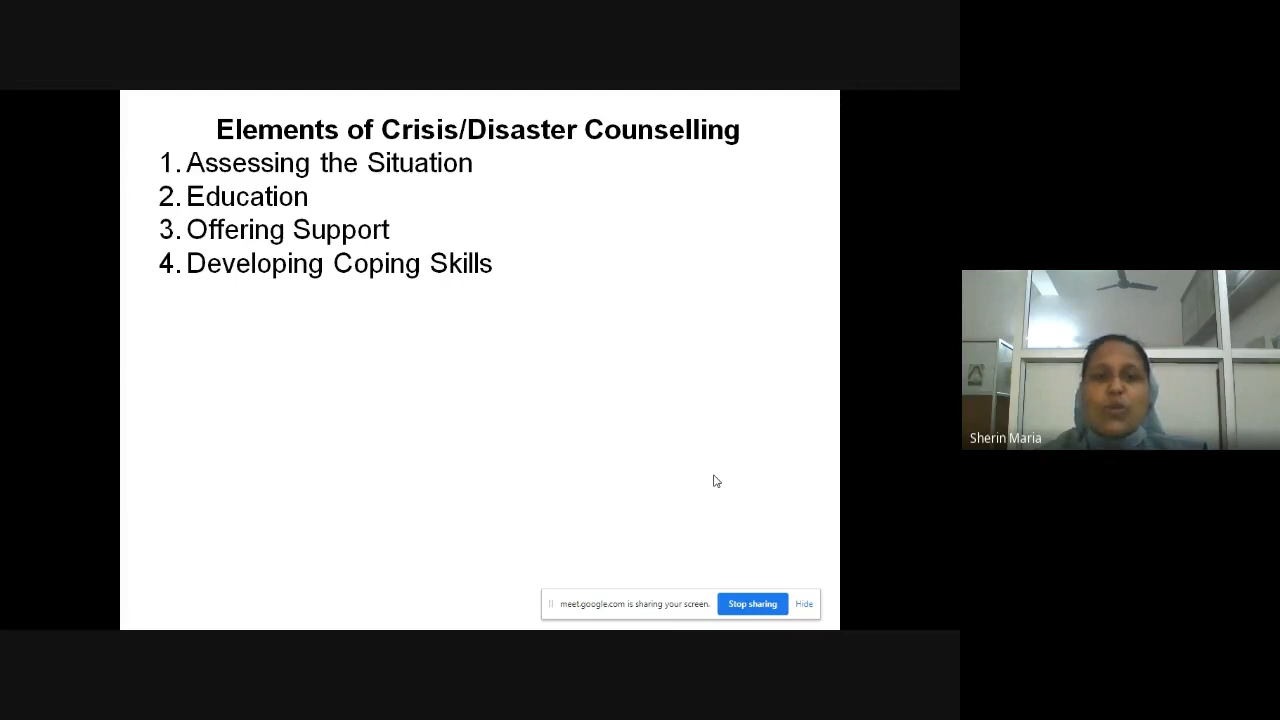 Elements of Crisis/Disaster Counselling
1. Assessing the Situation
2. Education
3. Offering Support
4. Developing Coping Skills
Sherin Maria
meet.google.com is sharing your screen.
Stop sharing
Hide